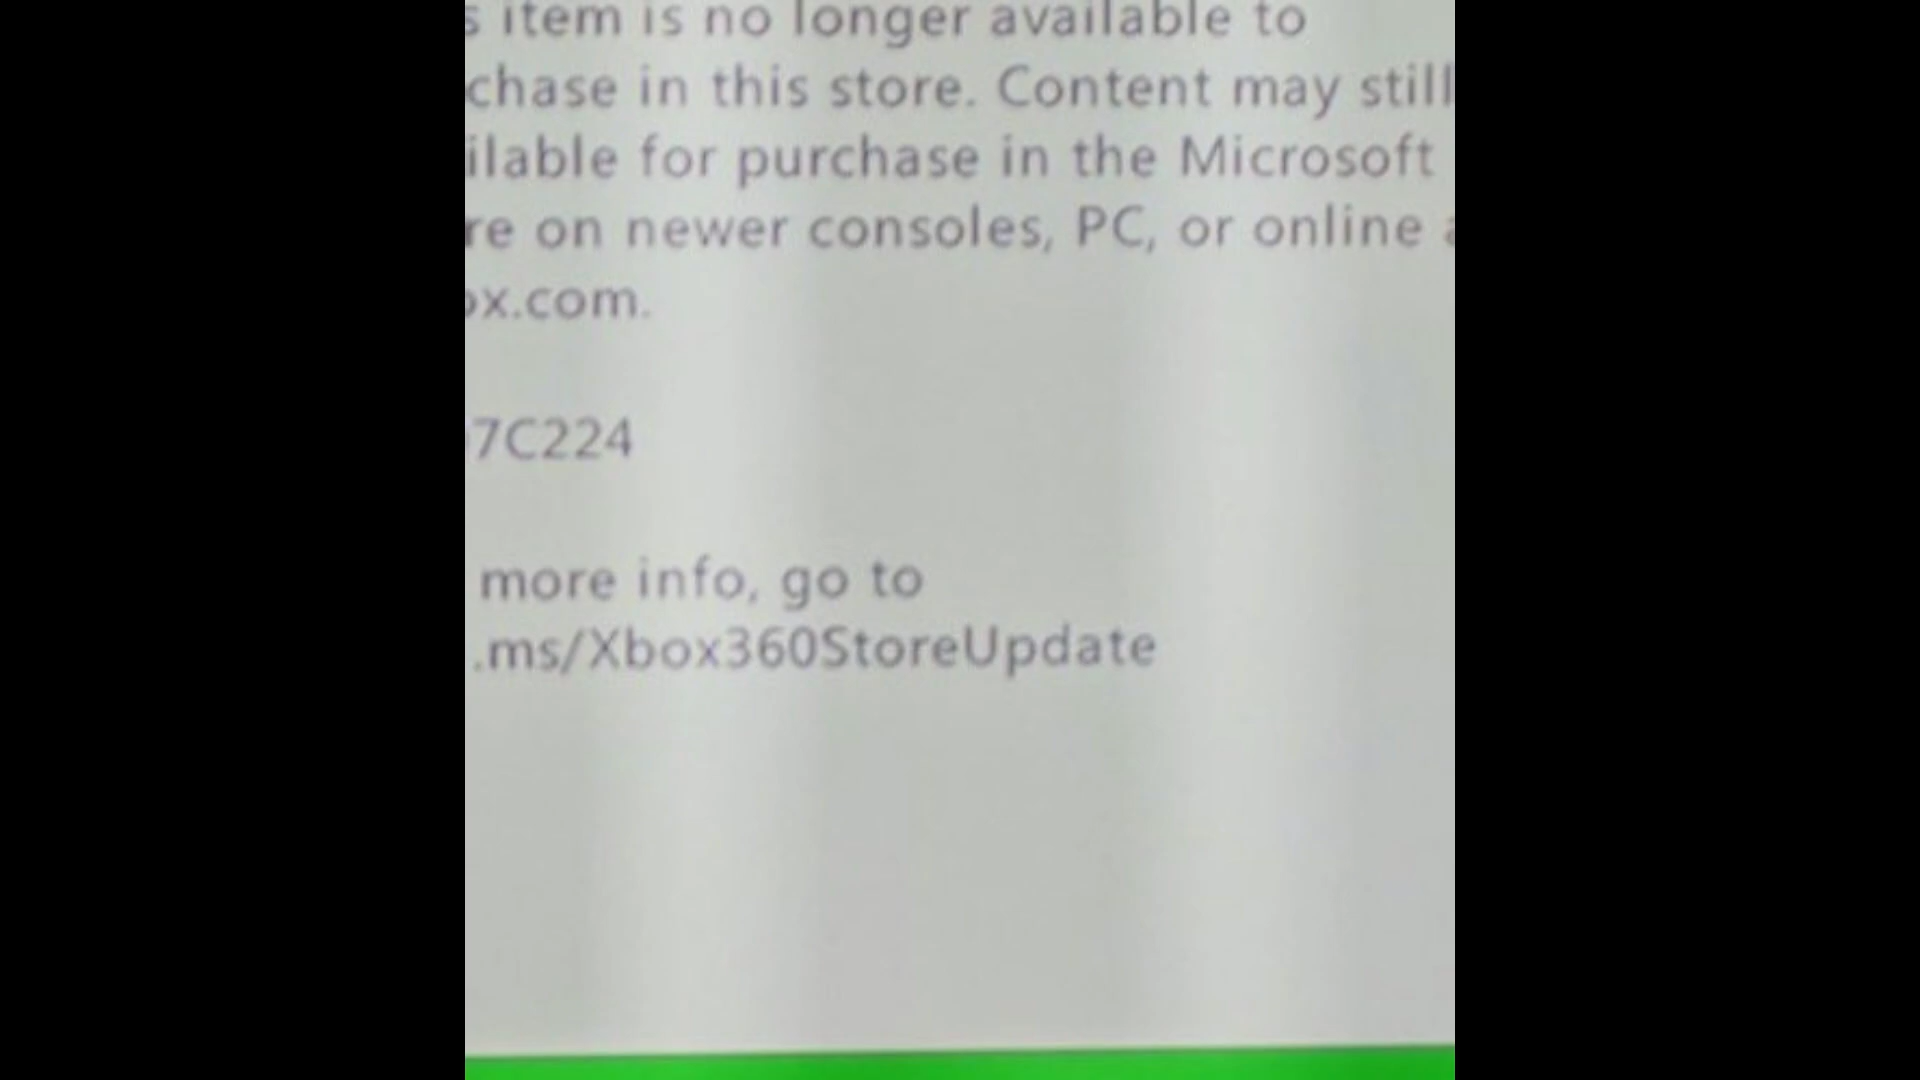 s item is no longer available to
chase in this store. Content may still
ilable for purchase in the Microsoft
re on newer consoles, PC, or online a
ox.com.
7C224
more info, go to
.ms/Xbox360StoreUpdate